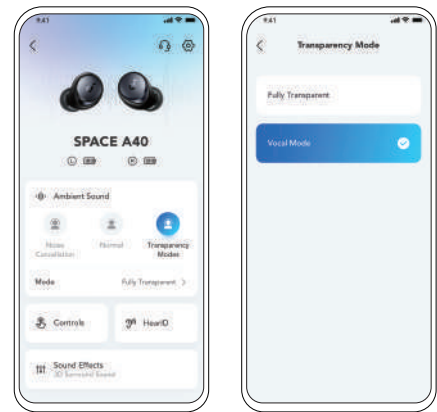 9:41
SPACE A40
L
R
Ambient Sound
Noise
Cancellation
Normal
Transparency
Modes
Mode
Fully Transparent
Controls
HearID
Sound Effects
3D Surround Sound
9:41
Transparency Mode
Fully Transparent
Vocal Mode